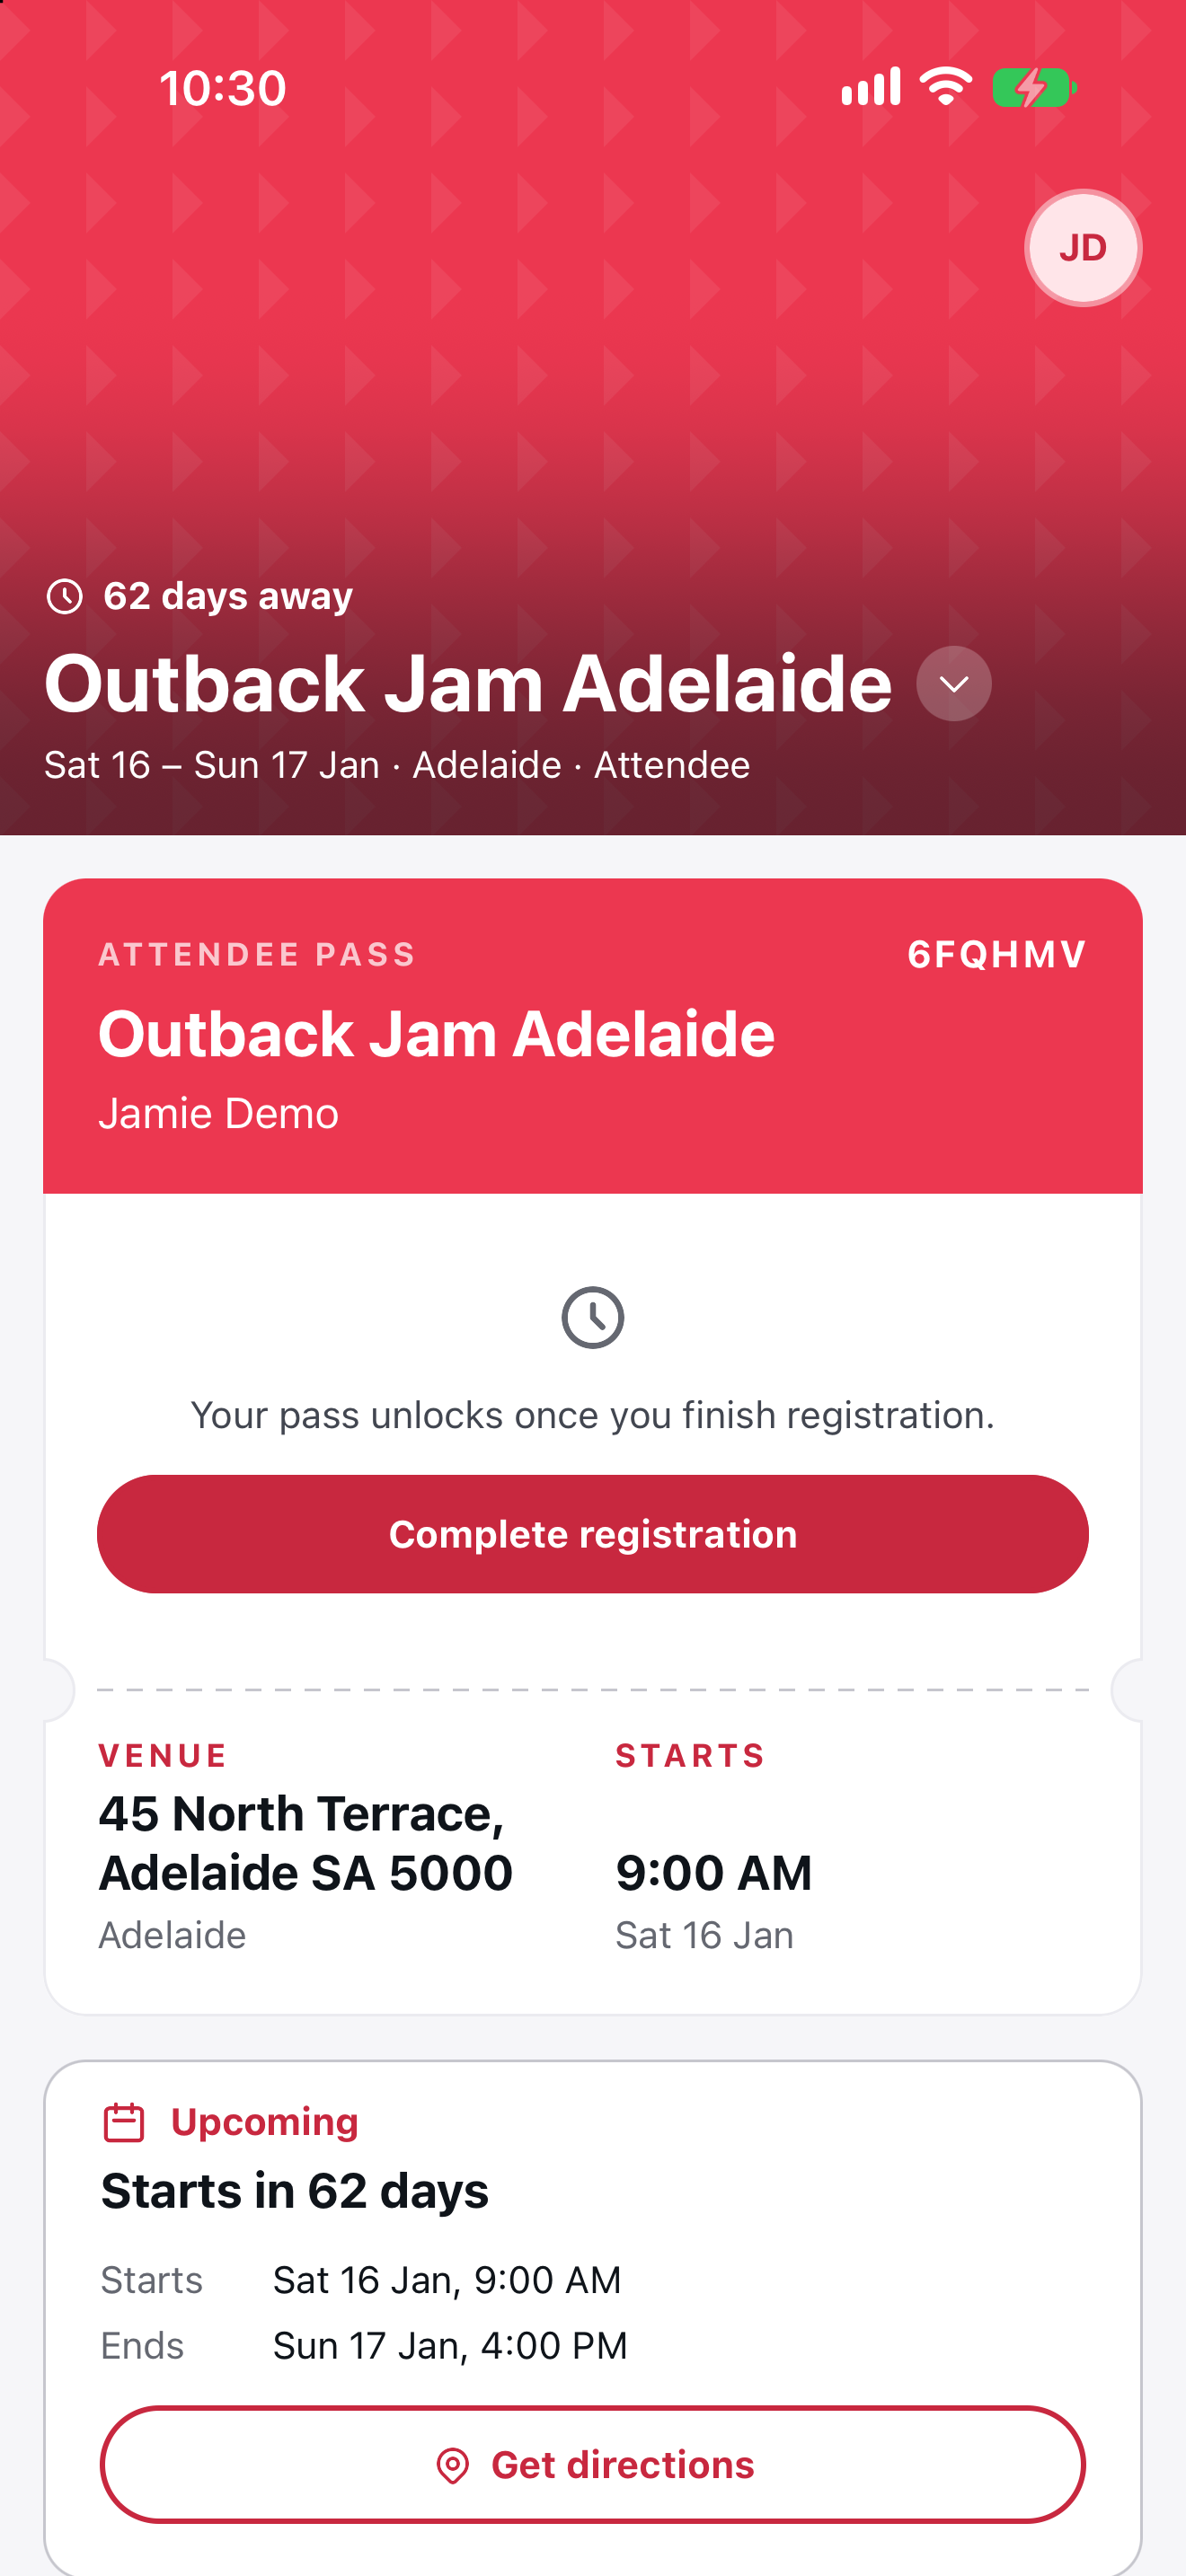 10:30
JD
62 days away
Outback Jam Adelaide
Sat 16 – Sun 17 Jan · Adelaide · Attendee
ATTENDEE PASS
6FQHMV
Outback Jam Adelaide
Jamie Demo
Your pass unlocks once you finish registration.
Complete registration
VENUE
45 North Terrace,
Adelaide SA 5000
Adelaide
STARTS
9:00 AM
Sat 16 Jan
Upcoming
Starts in 62 days
Starts Sat 16 Jan, 9:00 AM
Ends Sun 17 Jan, 4:00 PM
Get directions